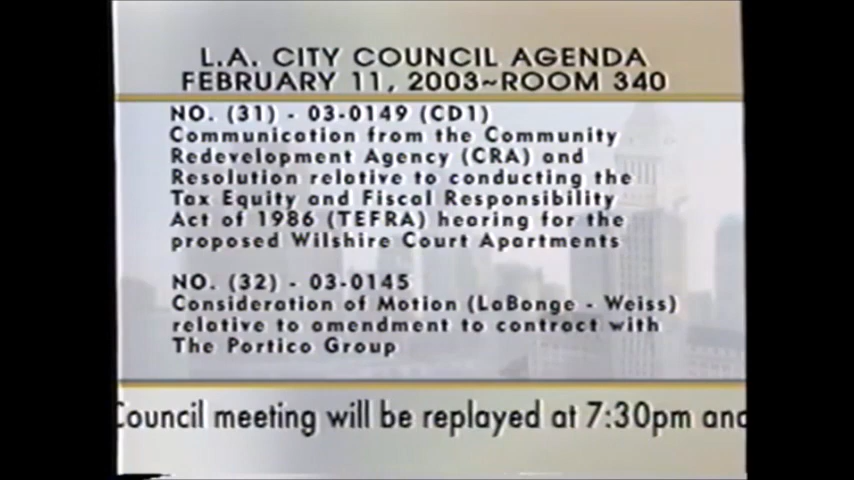 L.A. CITY COUNCIL AGENDA
FEBRUARY 11, 2003~ROOM 340
NO. (31) - 03-0149 (CD1)
Communication from the Community
Redevelopment Agency (CRA) and
Resolution relative to conducting the
Tax Equity and Fiscal Responsibility
Act of 1986 (TEFRA) hearing for the
proposed Wilshire Court Apartments
NO. (32) - 03-0145
Consideration of Motion (LaBonge - Weiss)
relative to amendment to contract with
The Portico Group
Council meeting will be replayed at 7:30pm and